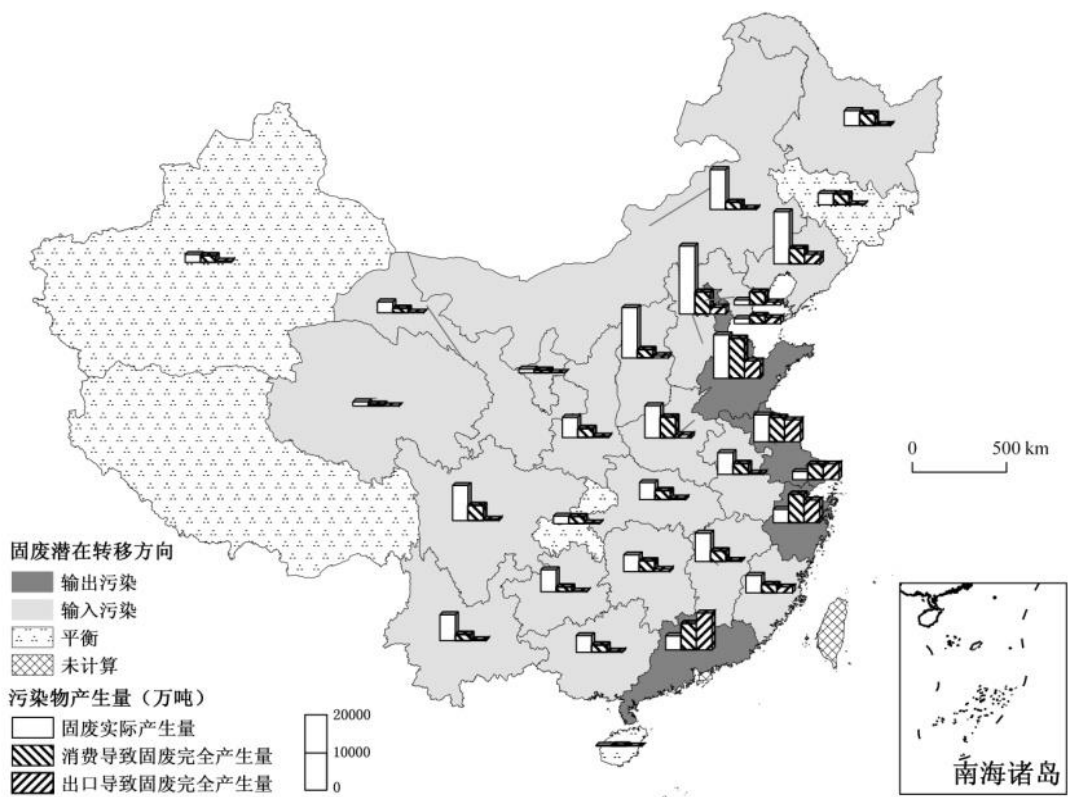 0 500 km
固废潜在转移方向
输出污染
输入污染
平衡
未计算
污染物产生量（万吨）
固废实际产生量
消费导致固废完全产生量
出口导致固废完全产生量
20000
10000
0
南海诸岛